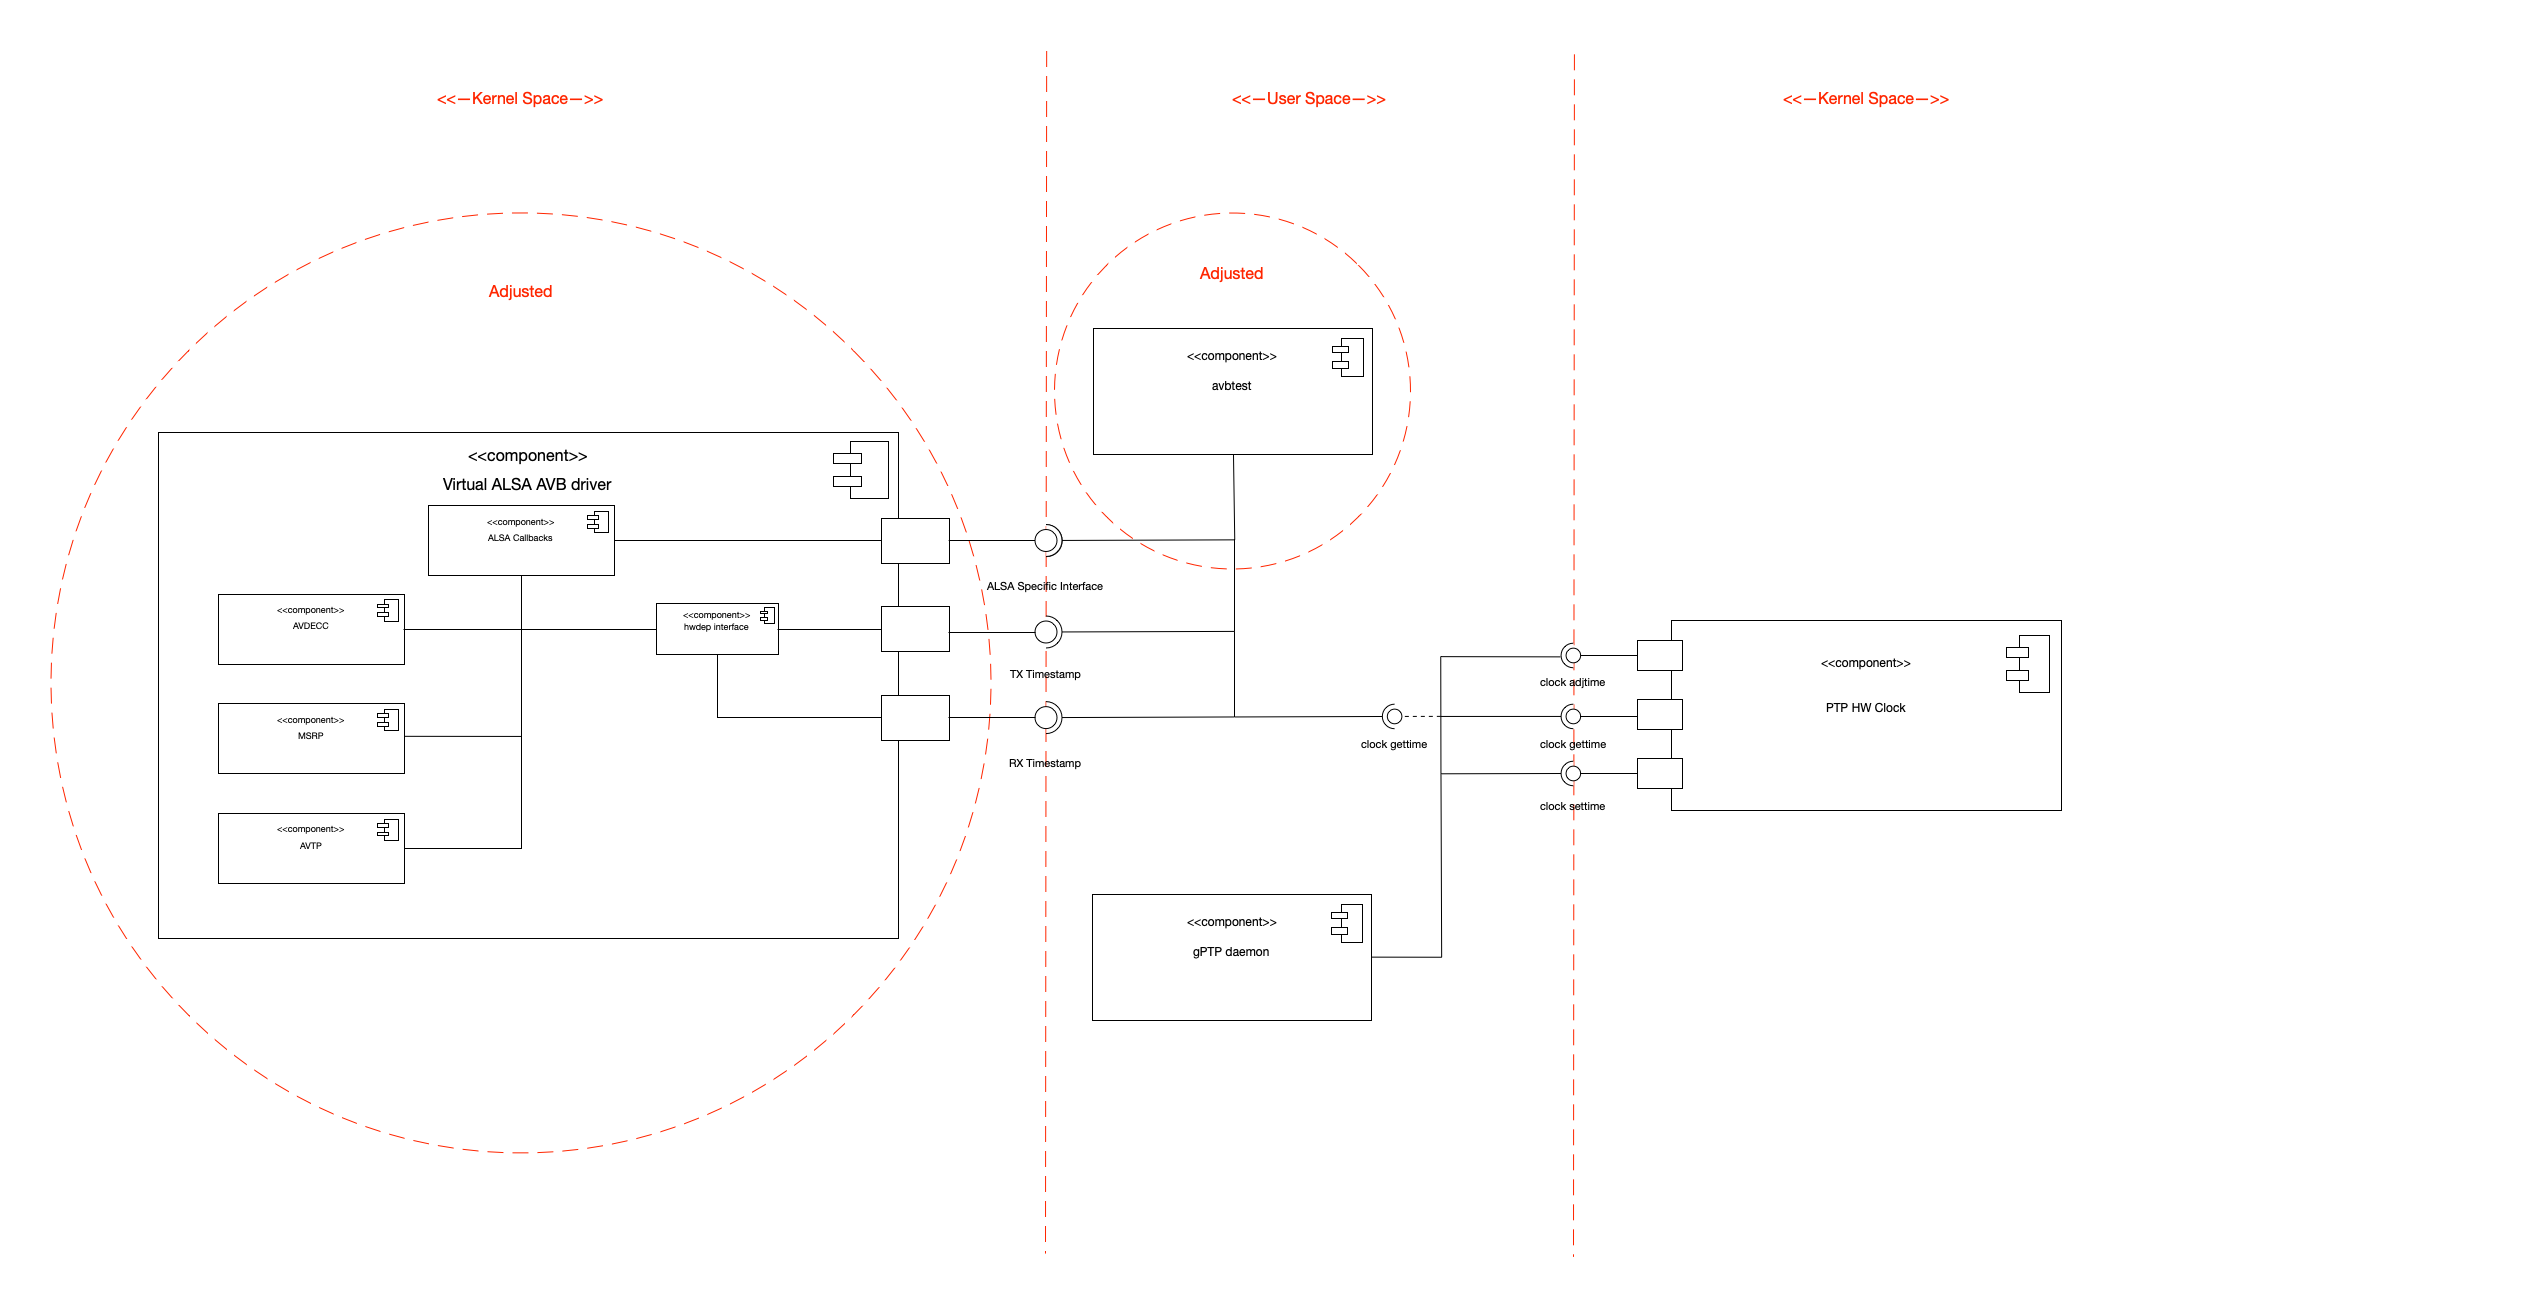 <<—Kernel Space—>>
<<—User Space—>>
<<—Kernel Space—>>
Adjusted
Adjusted
<<component>>
avbtest
<<component>>
Virtual ALSA AVB driver
<<component>>
ALSA Callbacks
<<component>>
AVDECC
<<component>>
hwdep interface
<<component>>
MSRP
<<component>>
AVTP
ALSA Specific Interface
TX Timestamp
RX Timestamp
clock gettime
clock adjtime
clock gettime
clock settime
<<component>>
PTP HW Clock
<<component>>
gPTP daemon